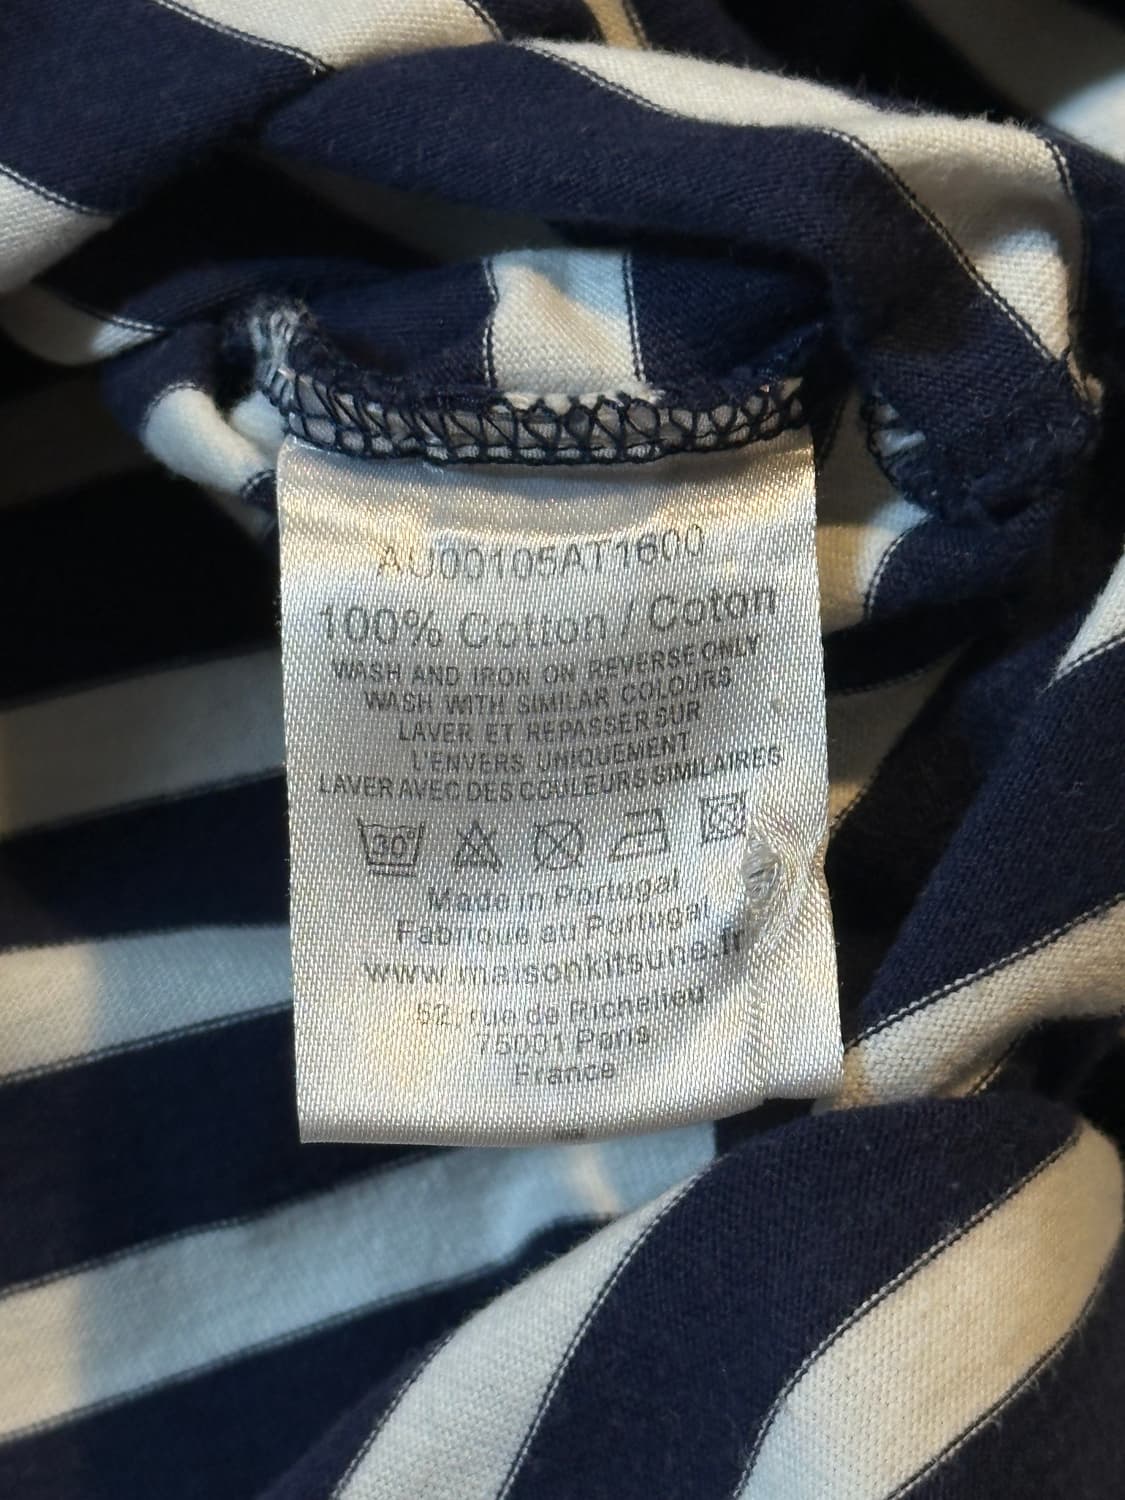 AU00105AT1600
100% Cotton / Coton
WASH AND IRON ON REVERSE ONLY
WASH WITH SIMILAR COLOURS
LAVER ET REPASSER SUR
L'ENVERS UNIQUEMENT
LAVER AVEC DES COULEURS SIMILAIRES
30°
Made in Portugal
Fabrique au Portugal
www.maisonkitsune.fr
52, rue de Richelieu
75001 Paris
France